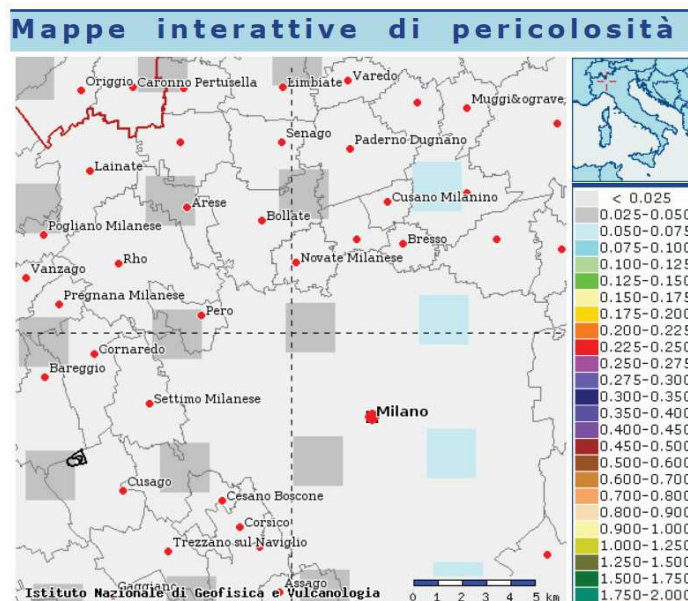 Mappe interattive di pericolosità
Origgio
Caronno Pertusella
Limbiate
Varedo
Muggi&ograve;
Senago
Paderno Dugnano
Lainate
Arese
Bollate
Cusano Milanino
Pogliano Milanese
Rho
Novate Milanese
Bresso
Vanzago
Pregnana Milanese
Pero
Cornaredo
Bareggio
Settimo Milanese
Milano
Cusago
Cesano Boscone
Corsico
Trezzano sul Naviglio
Gaggiano
Assago
Istituto Nazionale di Geofisica e Vulcanologia
0 1 2 3 4 5 km
< 0.025
0.025-0.050
0.050-0.075
0.075-0.100
0.100-0.125
0.125-0.150
0.150-0.175
0.175-0.200
0.200-0.225
0.225-0.250
0.250-0.275
0.275-0.300
0.300-0.350
0.350-0.400
0.400-0.450
0.450-0.500
0.500-0.600
0.600-0.700
0.700-0.800
0.800-0.900
0.900-1.000
1.000-1.250
1.250-1.500
1.500-1.750
1.750-2.000